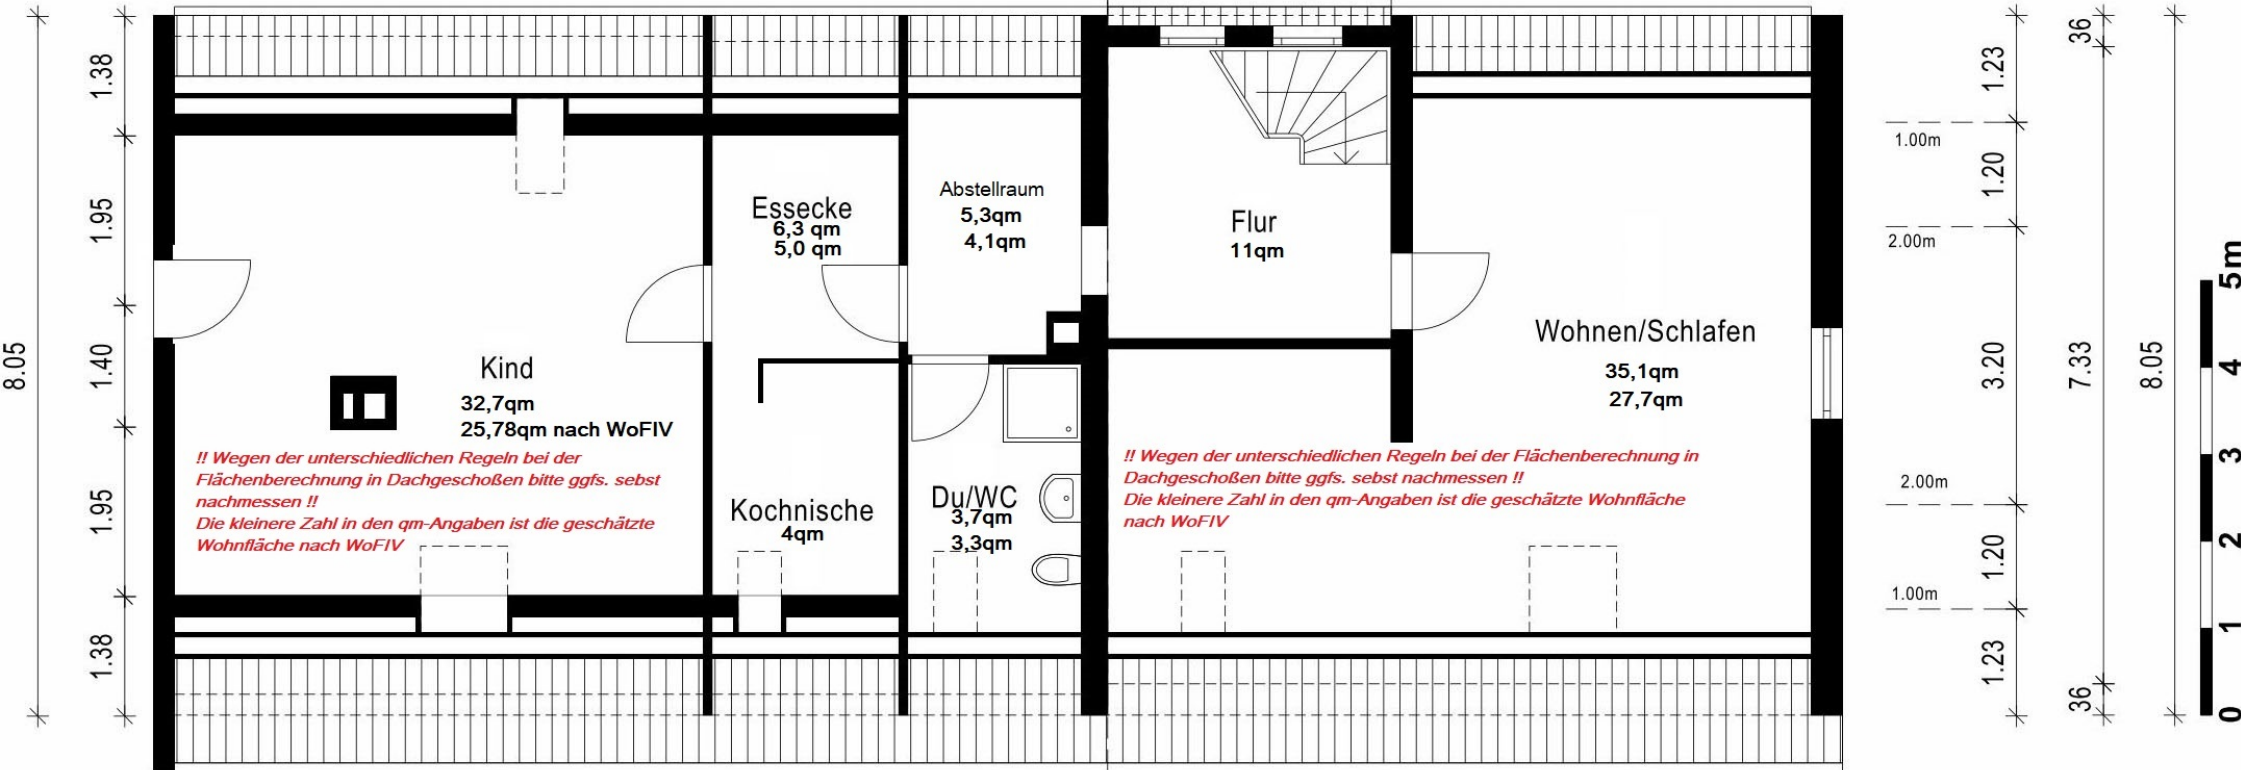 8.05
1.38
1.95
1.40
1.95
1.38
Kind
32,7qm
25,78qm nach WoFIV
!! Wegen der unterschiedlichen Regeln bei der
Flächenberechnung in Dachgeschoßen bitte ggfs. sebst
nachmessen !!
Die kleinere Zahl in den qm-Angaben ist die geschätzte
Wohnfläche nach WoFIV
Essecke
6,3 qm
5,0 qm
Kochnische
4qm
Abstellraum
5,3qm
4,1qm
Du/WC
3,7qm
3,3qm
Flur
11qm
Wohnen/Schlafen
35,1qm
27,7qm
!! Wegen der unterschiedlichen Regeln bei der Flächenberechnung in
Dachgeschoßen bitte ggfs. sebst nachmessen !!
Die kleinere Zahl in den qm-Angaben ist die geschätzte Wohnfläche
nach WoFIV
1.00m
2.00m
2.00m
1.00m
1.23
1.20
3.20
1.20
1.23
36
7.33
36
8.05
5m
4
3
2
1
0